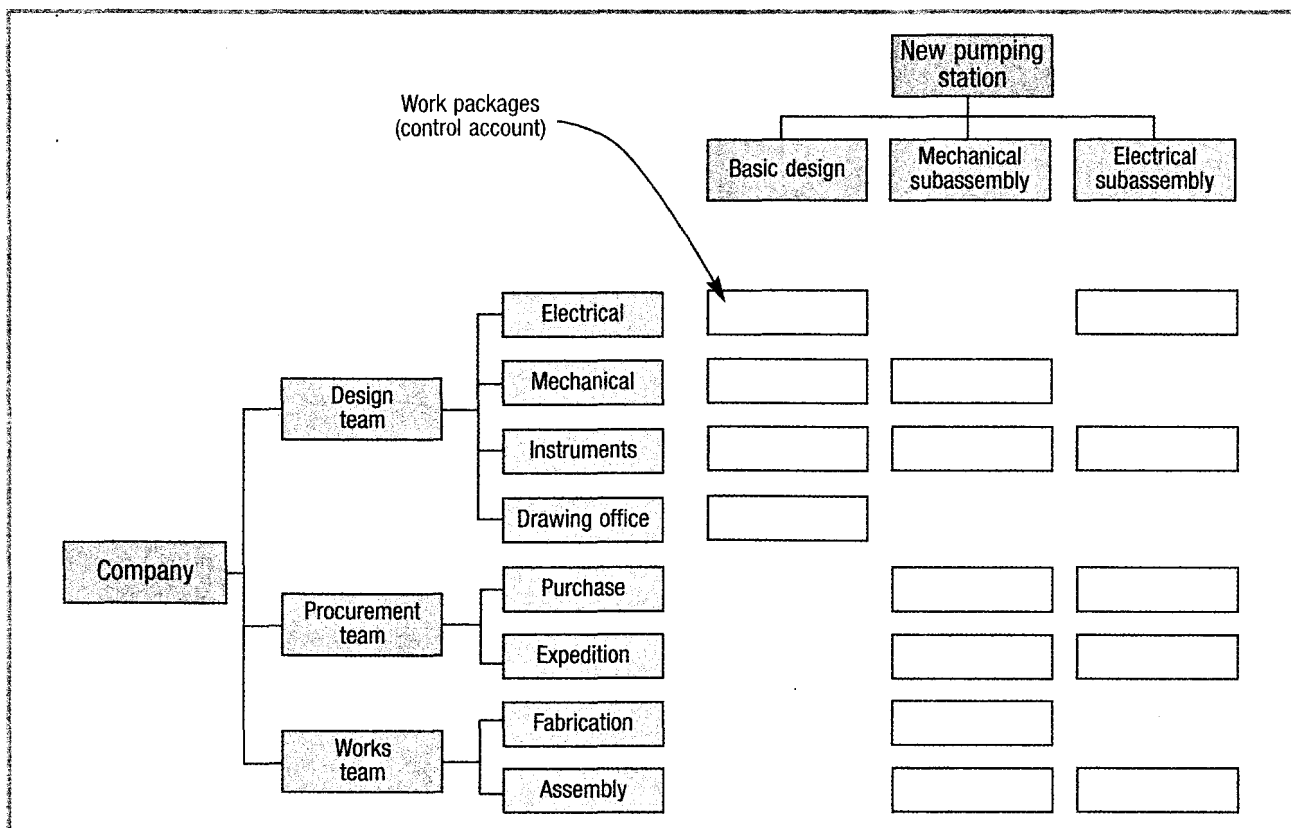 New pumping
station
Work packages
(control account)
Basic design
Mechanical
subassembly
Electrical
subassembly
Electrical
Mechanical
Design
team
Instruments
Drawing office
Company
Purchase
Procurement
team
Expedition
Fabrication
Works
team
Assembly